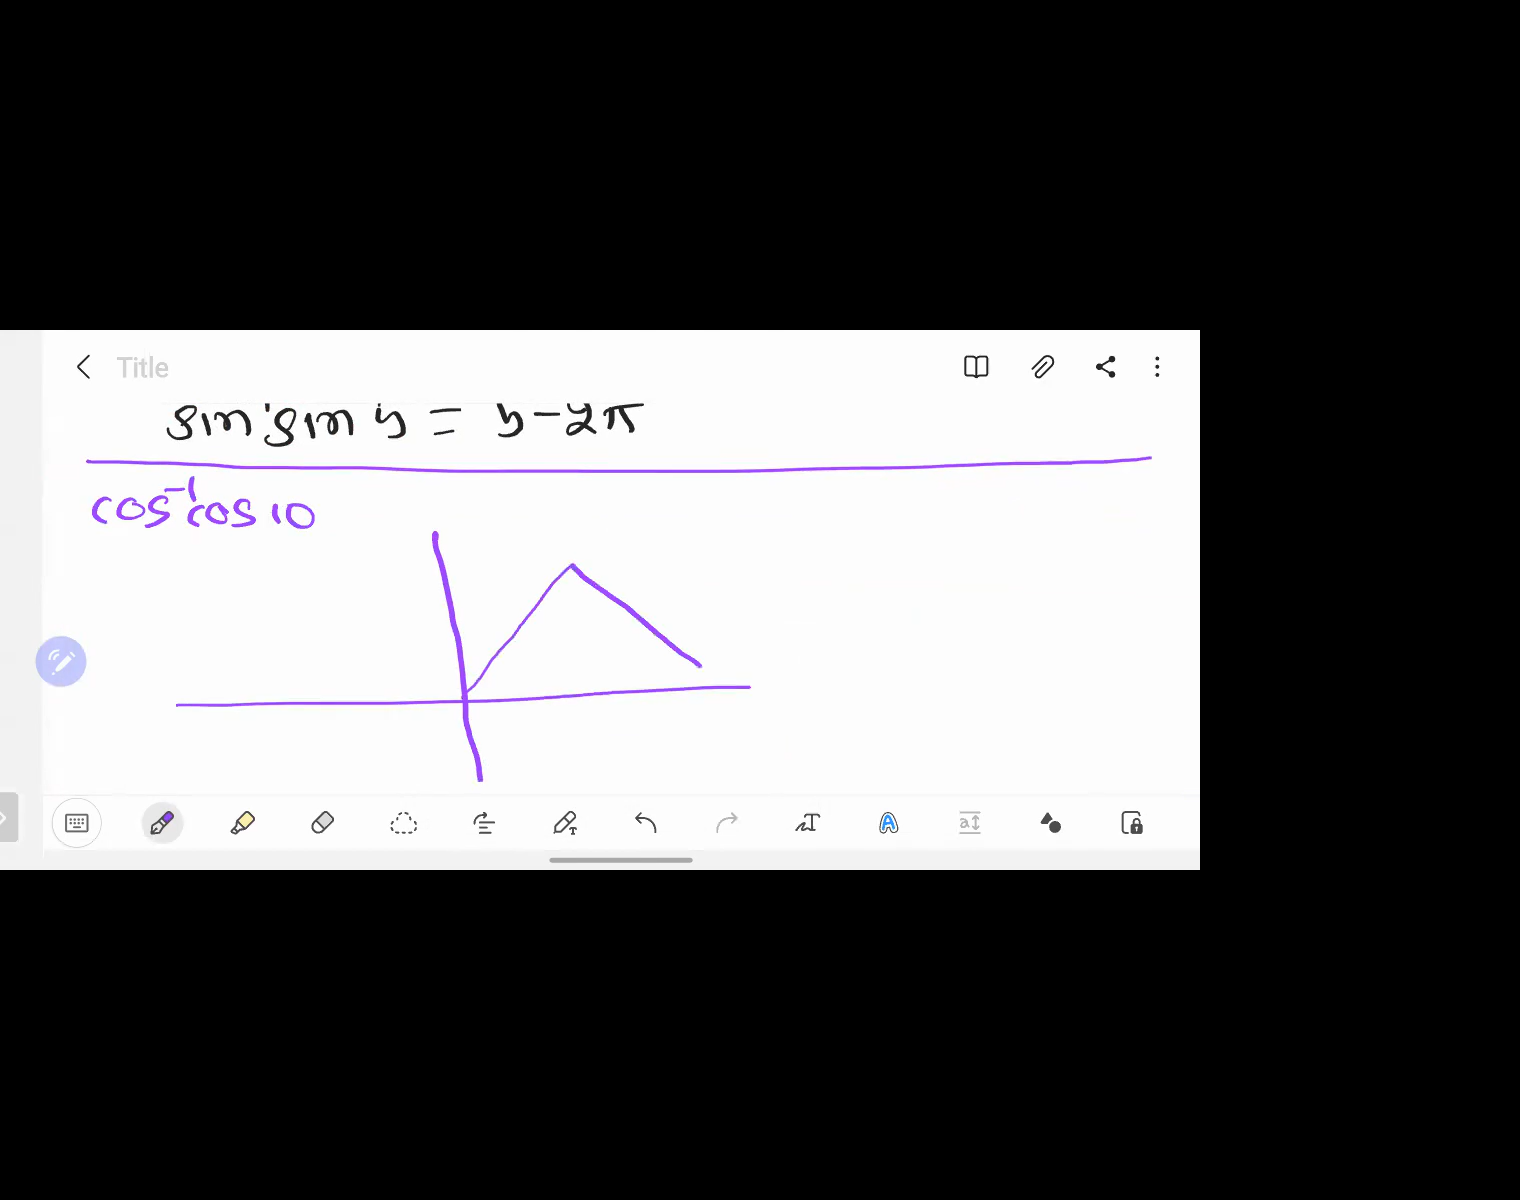 Title
sin⁻¹sin 5 = 5-2π
cos⁻¹cos 10